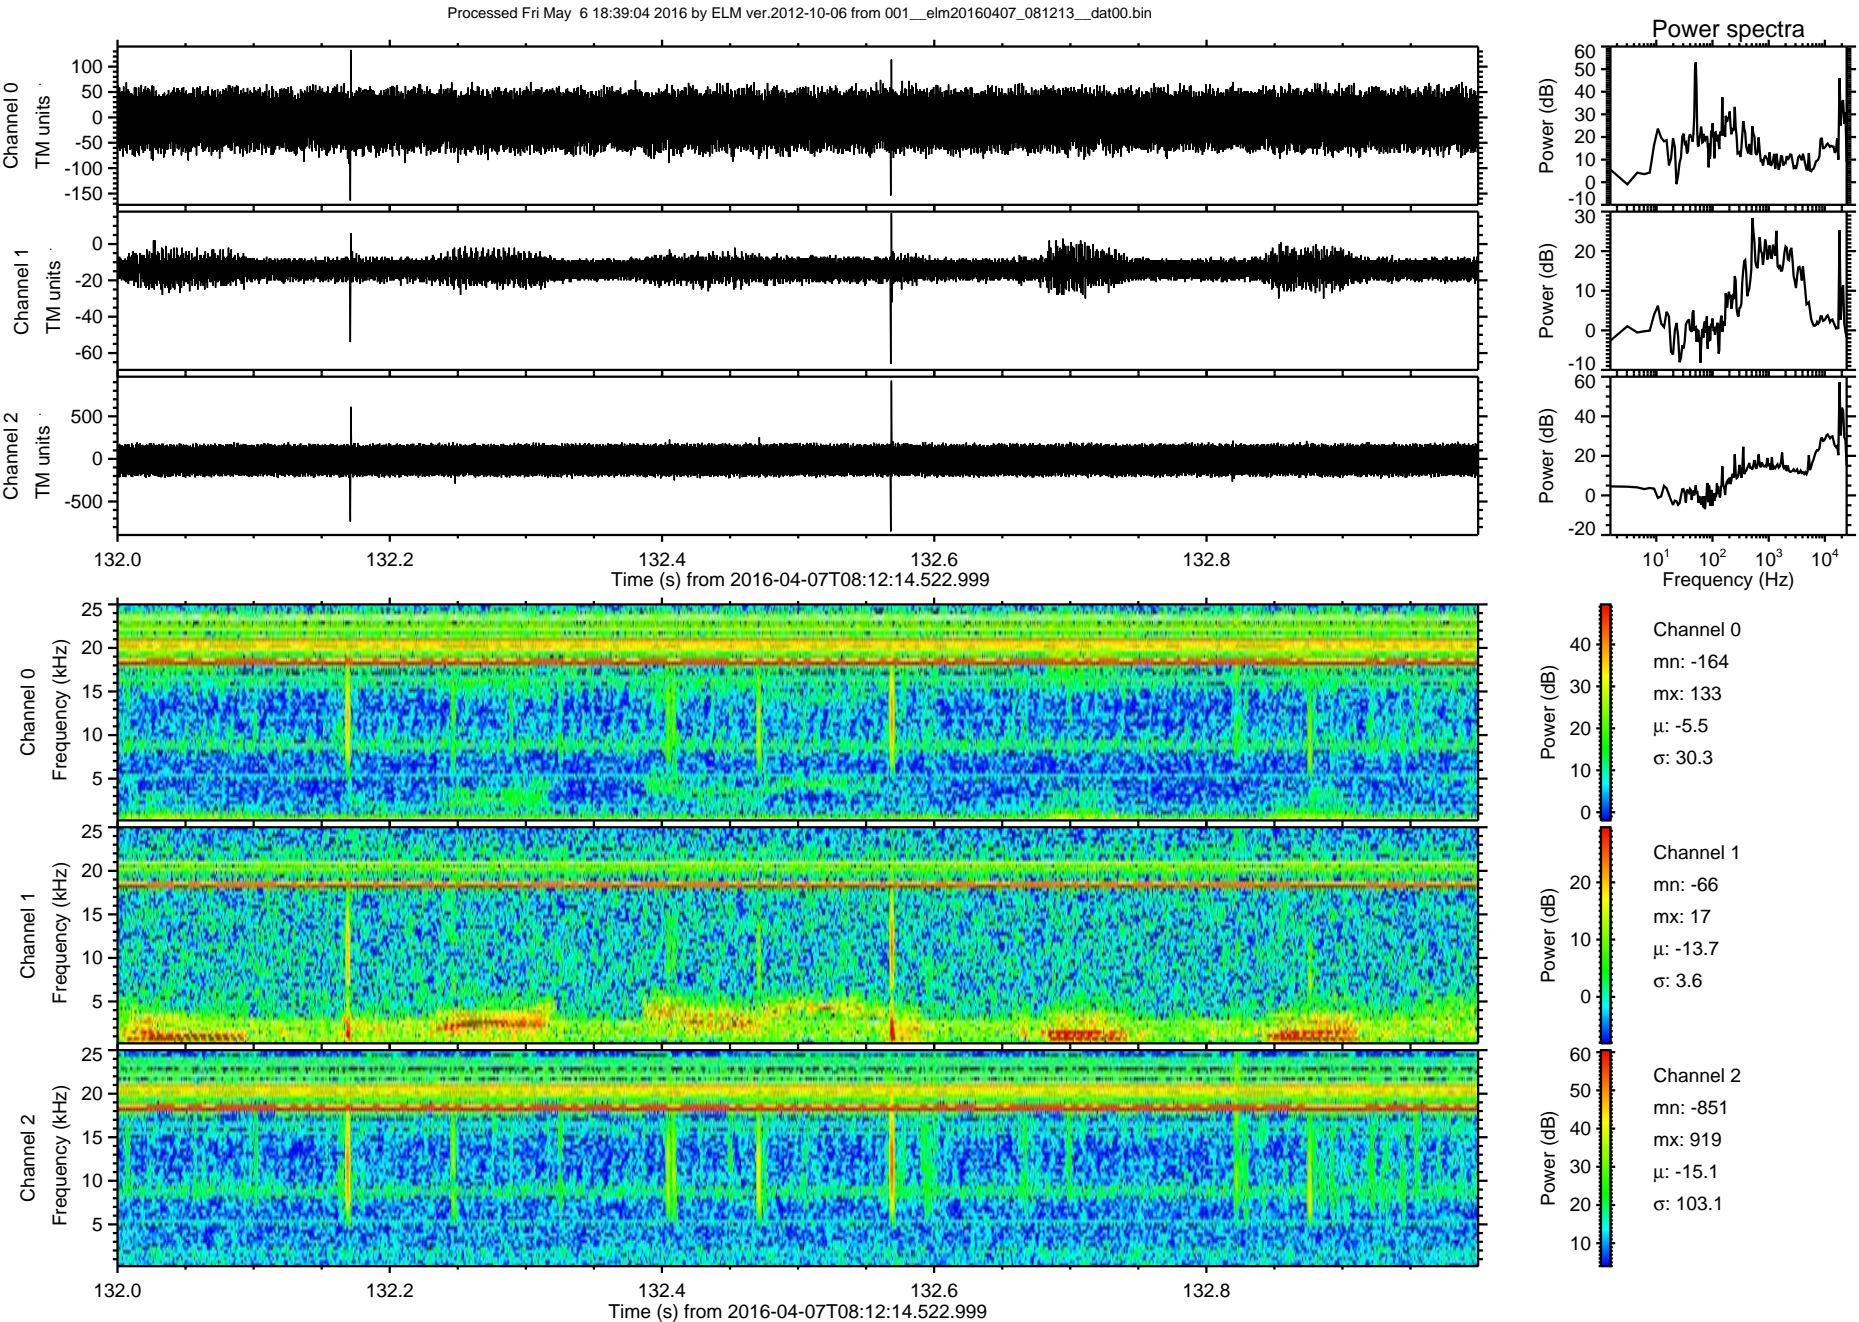 Processed Fri May  6 18:39:04 2016 by ELM ver.2012-10-06 from 001__elm20160407_081213__dat00.bin
Power spectra
Channel 0
TM units
100
50
0
-50
-100
-150
Power (dB)
60
50
40
30
20
10
0
-10
Channel 1
TM units
0
-20
-40
-60
Power (dB)
30
20
10
0
-10
Channel 2
TM units
500
0
-500
Power (dB)
60
40
20
0
-20
132.0 132.2 132.4 132.6 132.8
Time (s) from 2016-04-07T08:12:14.522.999
10^1 10^2 10^3 10^4
Frequency (Hz)
Channel 0
Frequency (kHz)
25
20
15
10
5
Power (dB)
40
30
20
10
0
Channel 0
mn: -164
mx: 133
μ: -5.5
σ: 30.3
Channel 1
Frequency (kHz)
25
20
15
10
5
Power (dB)
20
10
0
Channel 1
mn: -66
mx: 17
μ: -13.7
σ: 3.6
Channel 2
Frequency (kHz)
25
20
15
10
5
Power (dB)
60
50
40
30
20
10
Channel 2
mn: -851
mx: 919
μ: -15.1
σ: 103.1
132.0 132.2 132.4 132.6 132.8
Time (s) from 2016-04-07T08:12:14.522.999